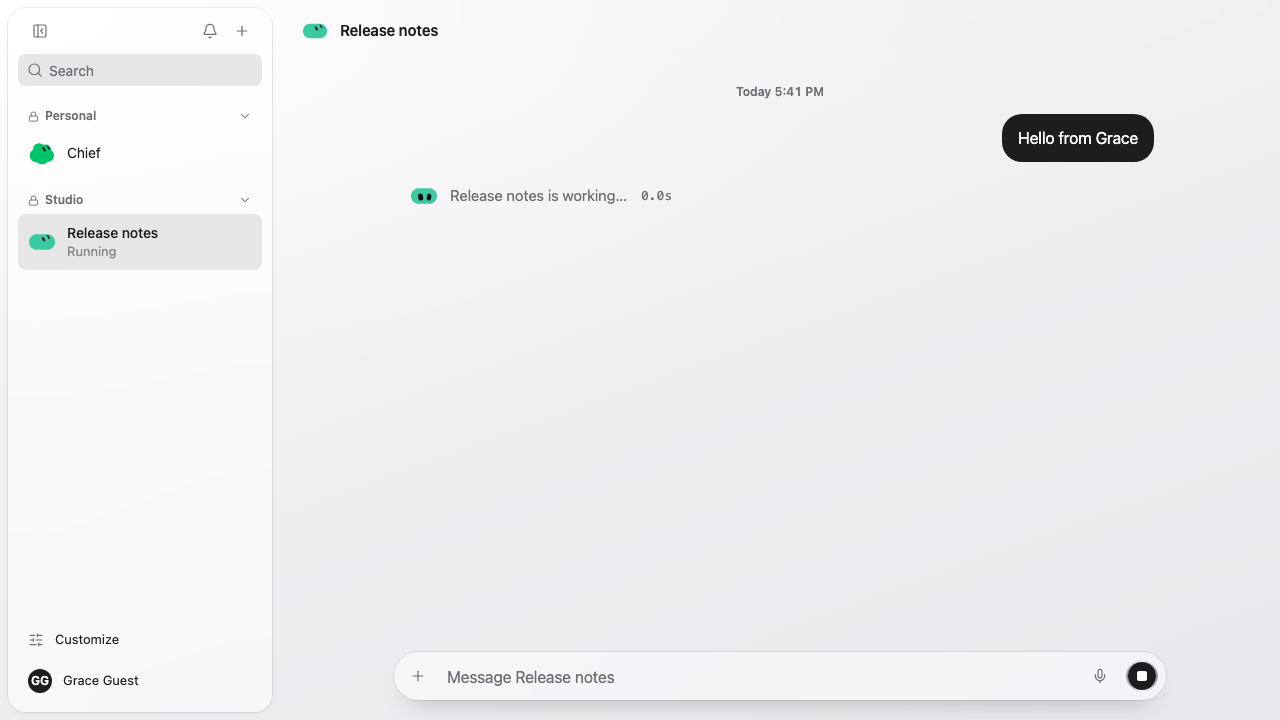 Search
Personal
Chief
Studio
Release notes
Running
Customize
GG
Grace Guest
Release notes
Today 5:41 PM
Hello from Grace
Release notes is working... 0.0s
Message Release notes